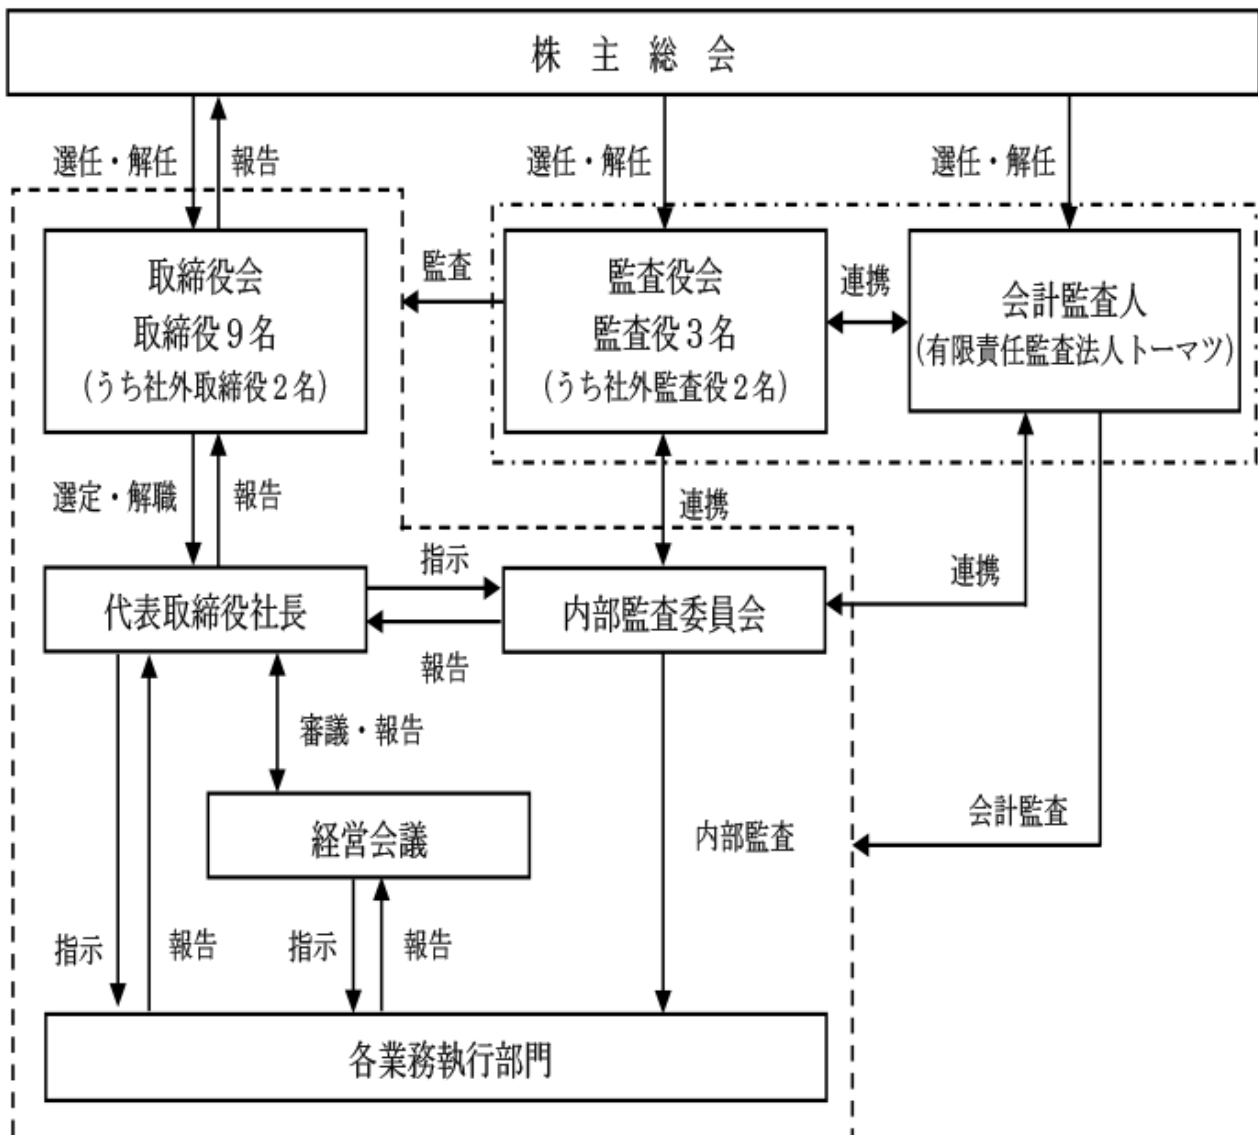 株主総会
選任・解任
報告
選任・解任
選任・解任
取締役会
取締役9名
(うち社外取締役2名)
監査
監査役会
監査役3名
(うち社外監査役2名)
連携
会計監査人
(有限責任監査法人トーマツ)
選定・解職
報告
連携
代表取締役社長
指示
報告
内部監査委員会
連携
審議・報告
経営会議
内部監査
会計監査
指示
報告
指示
報告
各業務執行部門